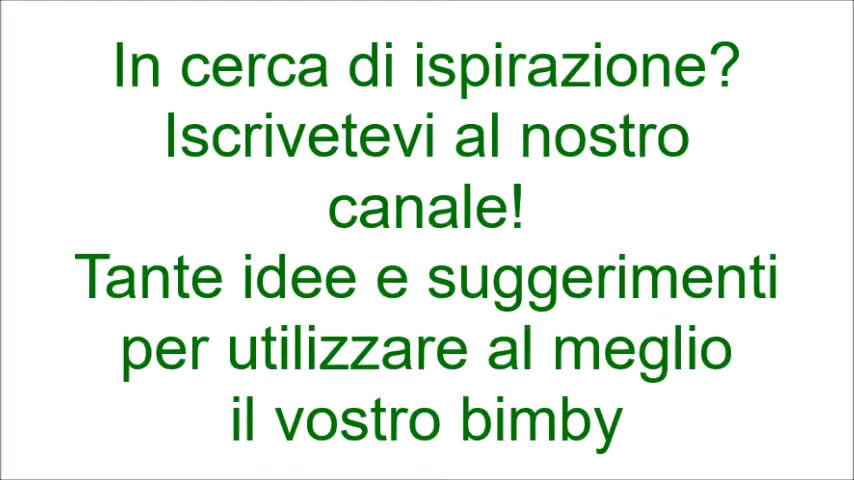 In cerca di ispirazione?
Iscrivetevi al nostro
canale!
Tante idee e suggerimenti
per utilizzare al meglio
il vostro bimby